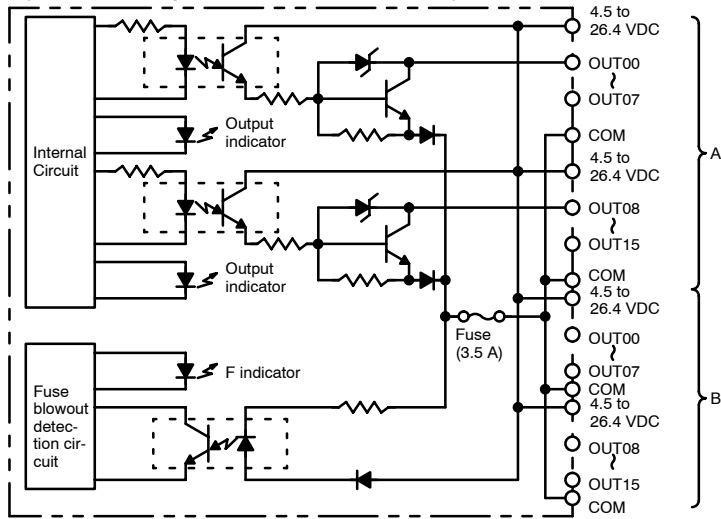 4.5 to
26.4 VDC
OUT00
OUT07
COM
4.5 to
26.4 VDC
OUT08
OUT15
COM
4.5 to
26.4 VDC
OUT00
OUT07
COM
4.5 to
26.4 VDC
OUT08
OUT15
COM
A
B
Internal
Circuit
Output
indicator
Output
indicator
Fuse
(3.5 A)
F indicator
Fuse
blowout
detec-
tion cir-
cuit